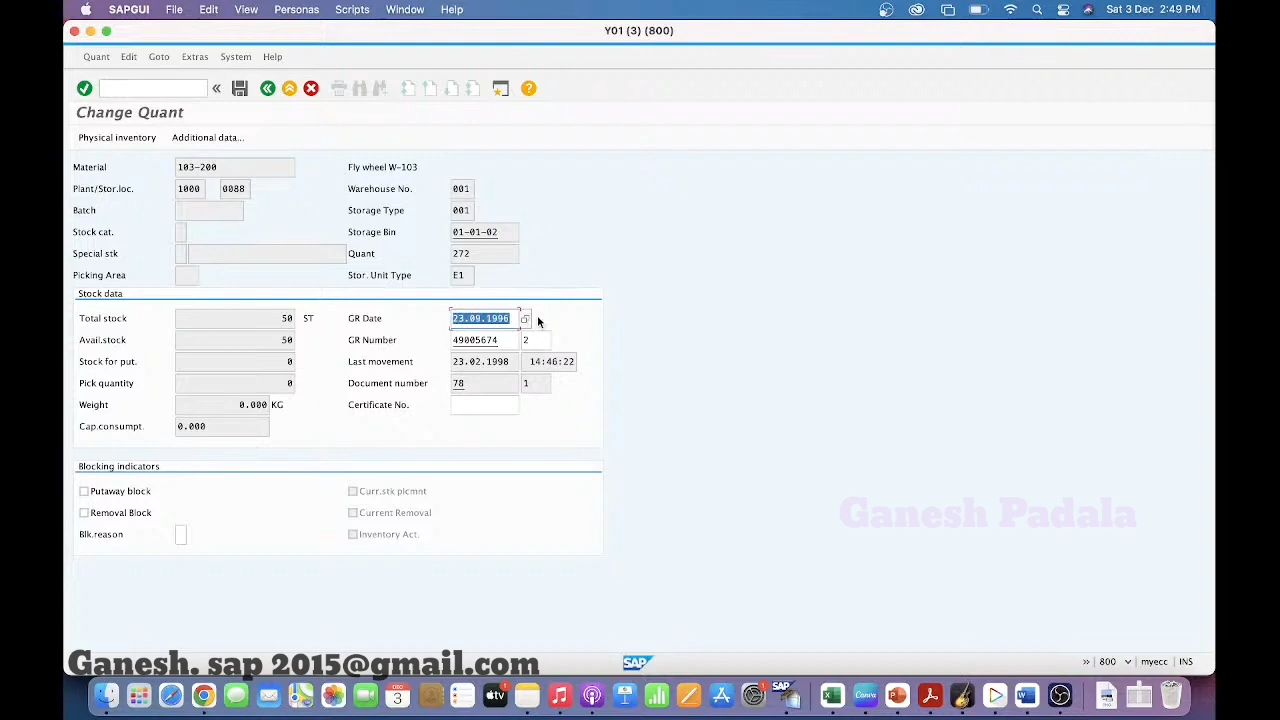 SAPGUI File Edit View Personas Scripts Window Help Sat 3 Dec 2:49 PM
Y01 (3) (800)
Quant Edit Goto Extras System Help
Change Quant
Physical inventory Additional data...
Material 103-200 Fly wheel W-103
Plant/Stor.loc. 1000 0088 Warehouse No. 001
Batch Storage Type 001
Stock cat. Storage Bin 01-01-02
Special stk Quant 272
Picking Area Stor. Unit Type E1
Stock data
Total stock 50 ST GR Date 23.09.1996
Avail.stock 50 GR Number 49005674 2
Stock for put. 0 Last movement 23.02.1998 14:46:22
Pick quantity 0 Document number 78 1
Weight 0.000 KG Certificate No.
Cap.consumpt. 0.000
Blocking indicators
Putaway block Curr.stk plcmnt
Removal Block Current Removal
Blk.reason Inventory Act.
Ganesh Padala
Ganesh. sap 2015@gmail.com
SAP 800 myecc INS